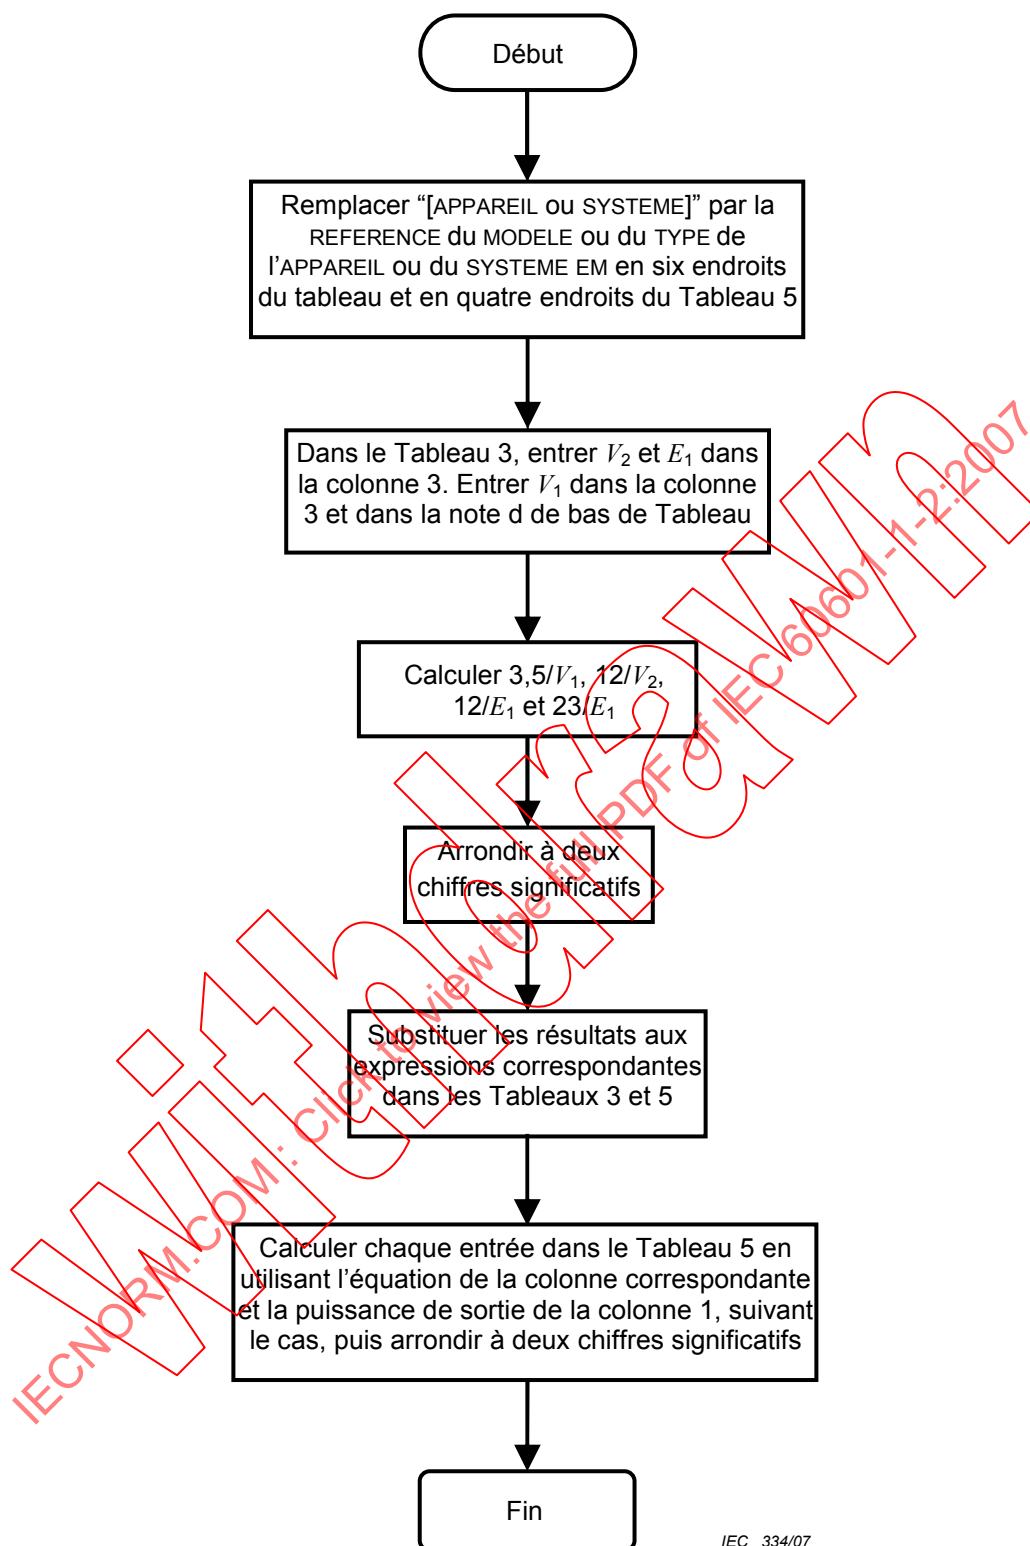 Début
Remplacer “[APPAREIL ou SYSTEME]” par la
REFERENCE du MODELE ou du TYPE de
l’APPAREIL ou du SYSTEME EM en six endroits
du tableau et en quatre endroits du Tableau 5
Dans le Tableau 3, entrer V2 et E1 dans
la colonne 3. Entrer V1 dans la colonne
3 et dans la note d de bas de Tableau
Calculer 3,5/V1, 12/V2,
12/E1 et 23/E1
Arrondir à deux
chiffres significatifs
Substituer les résultats aux
expressions correspondantes
dans les Tableaux 3 et 5
Calculer chaque entrée dans le Tableau 5 en
utilisant l’équation de la colonne correspondante
et la puissance de sortie de la colonne 1, suivant
le cas, puis arrondir à deux chiffres significatifs
Fin
IEC 334/07
Withdrawn
IECNORM.COM : Click to view the full PDF of IEC 60601-1-2:2007